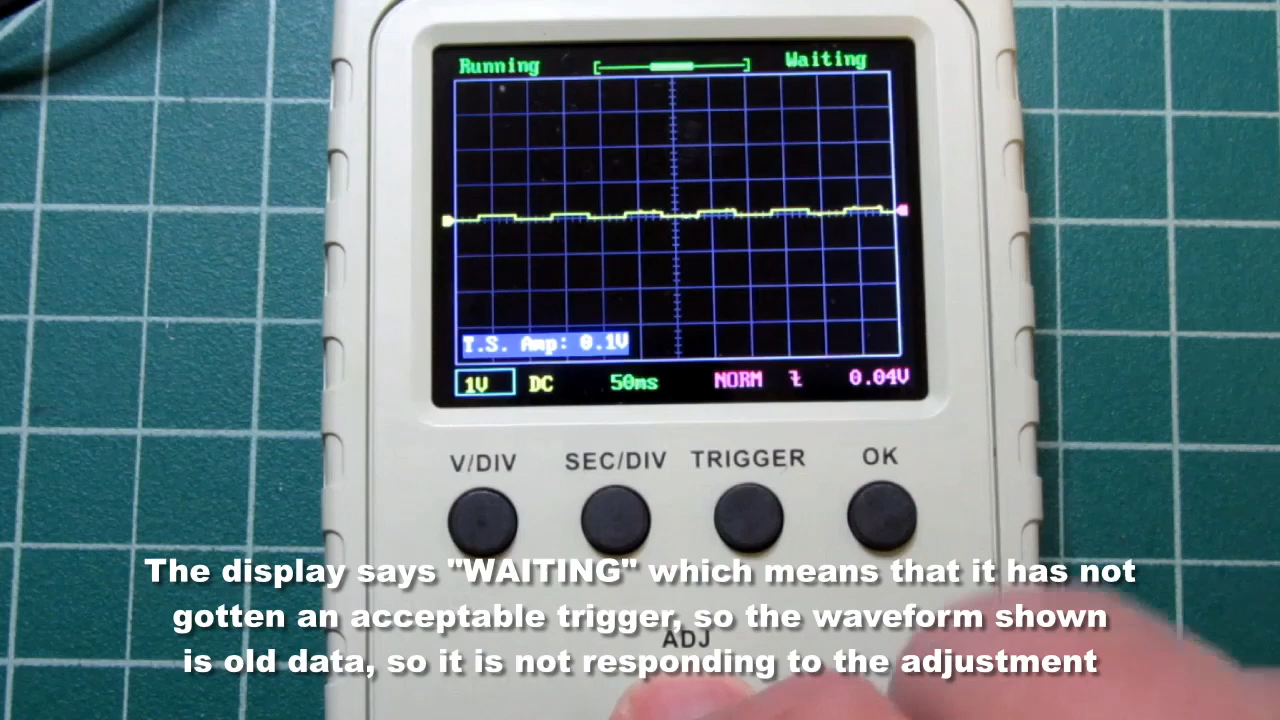 Running Waiting
T.S. Amp: 0.1V
1V DC 50ms NORM 0.04V
V/DIV SEC/DIV TRIGGER OK
The display says "WAITING" which means that it has not
gotten an acceptable trigger, so the waveform shown
ADJ
is old data, so it is not responding to the adjustment